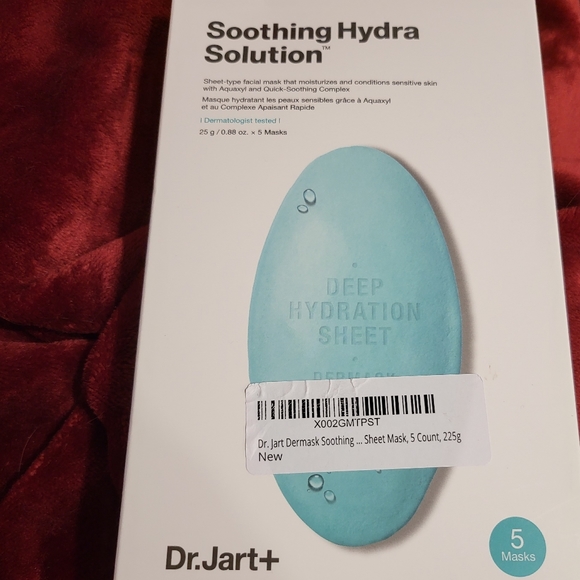 Soothing Hydra
Solution™
Sheet-type facial mask that moisturizes and conditions sensitive skin
with Aquaxyl and Quick-Soothing Complex
Masque hydratant les peaux sensibles grâce à Aquaxyl
et au Complexe Apaisant Rapide
| Dermatologist tested !
25 g / 0.88 oz. × 5 Masks
DEEP
HYDRATION
SHEET
DERMASK
X002GMTPST
Dr. Jart Dermask Soothing ... Sheet Mask, 5 Count, 225g
New
Dr.Jart+
5
Masks